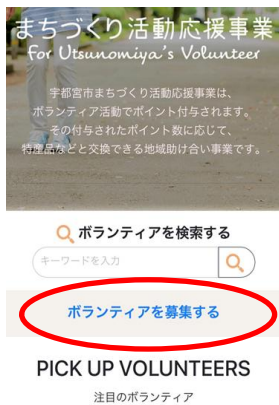 まちづくり活動応援事業
For Utsunomiya's Volunteer
宇都宮市まちづくり活動応援事業は、
ボランティア活動でポイント付与されます。
その付与されたポイント数に応じて、
特産品などと交換できる地域助け合い事業です。
ボランティアを検索する
キーワードを入力
ボランティアを募集する
PICK UP VOLUNTEERS
注目のボランティア